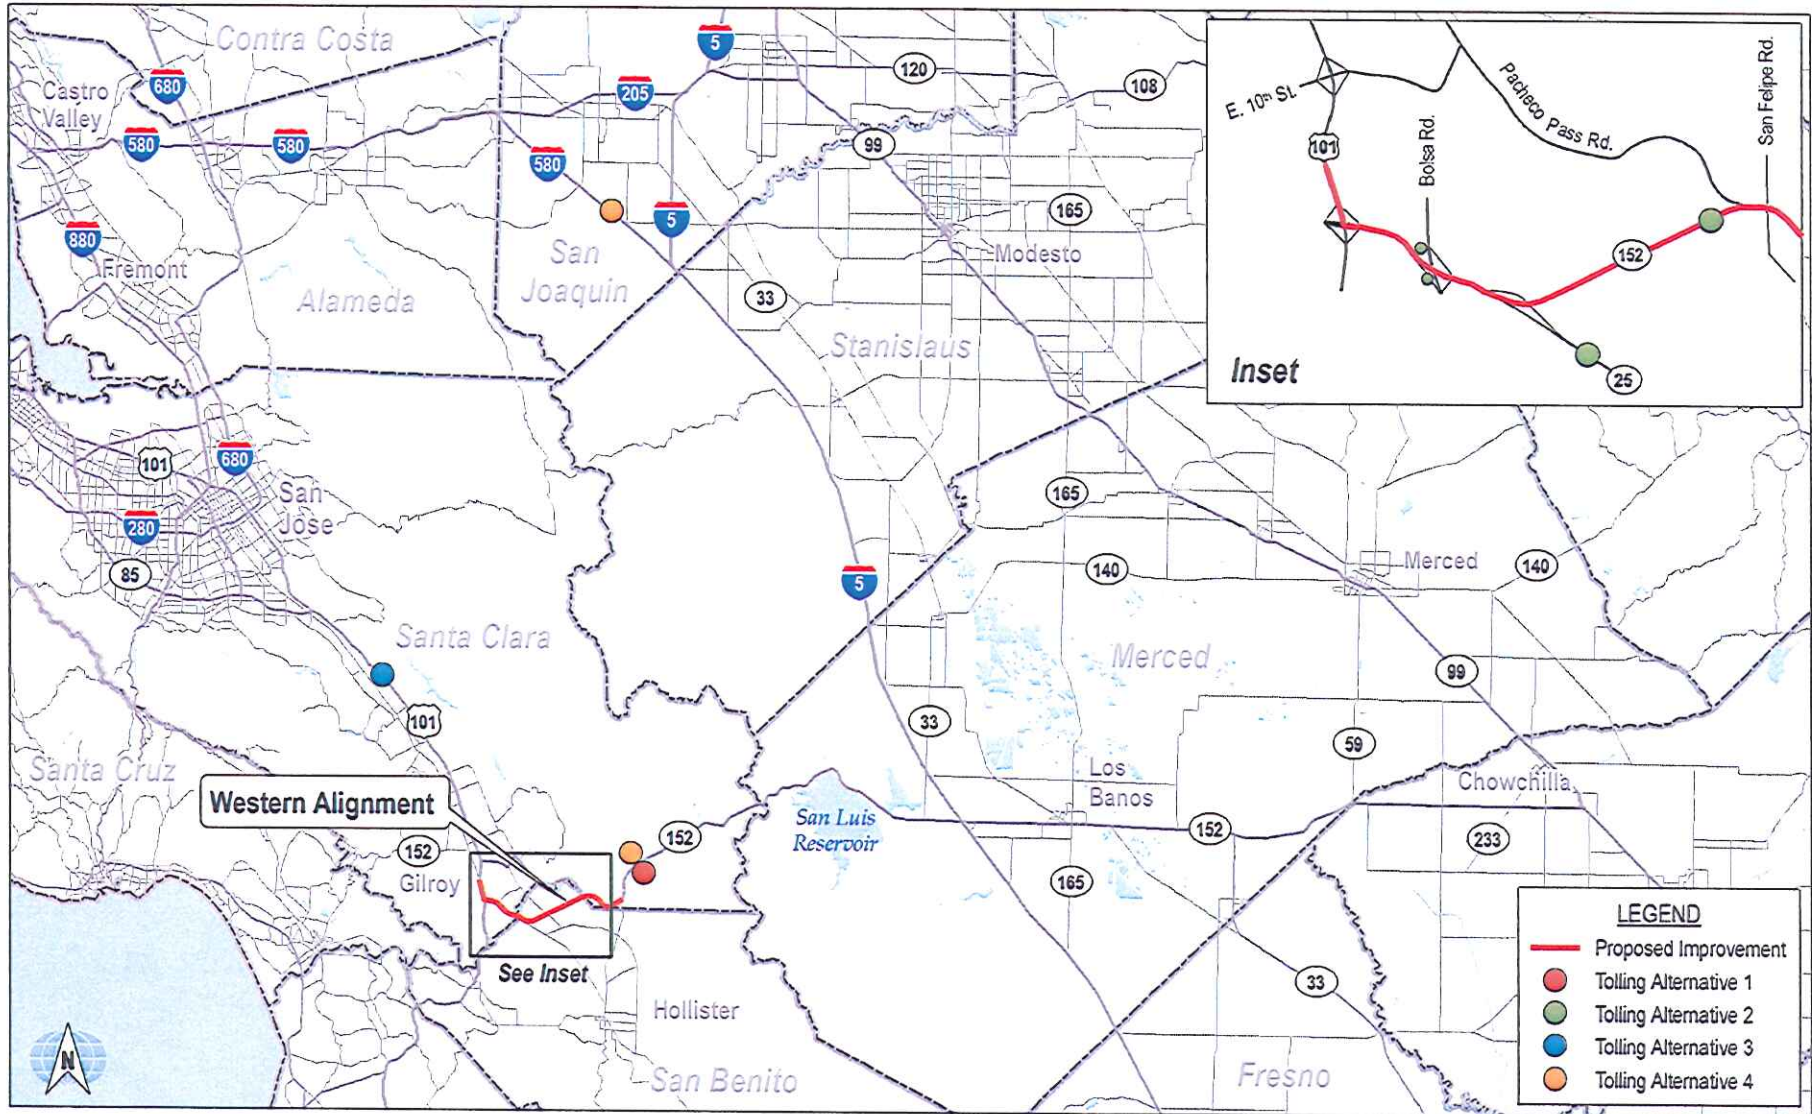 Contra Costa
Castro
Valley
680
580
580
205
5
120
108
99
580
5
165
880
Fremont
Alameda
San
Joaquin
33
Modesto
Stanislaus
E. 10th St.
101
Bolsa Rd.
Pacheco Pass Rd.
San Felipe Rd.
152
25
Inset
101
680
San
Jose
280
85
165
140
Merced
140
5
Santa Clara
Merced
99
101
33
59
Santa Cruz
Western Alignment
Los
Banos
Chowchilla
San Luis
Reservoir
152
152
152
233
Gilroy
165
See Inset
33
Hollister
San Benito
Fresno
N
LEGEND
Proposed Improvement
Tolling Alternative 1
Tolling Alternative 2
Tolling Alternative 3
Tolling Alternative 4